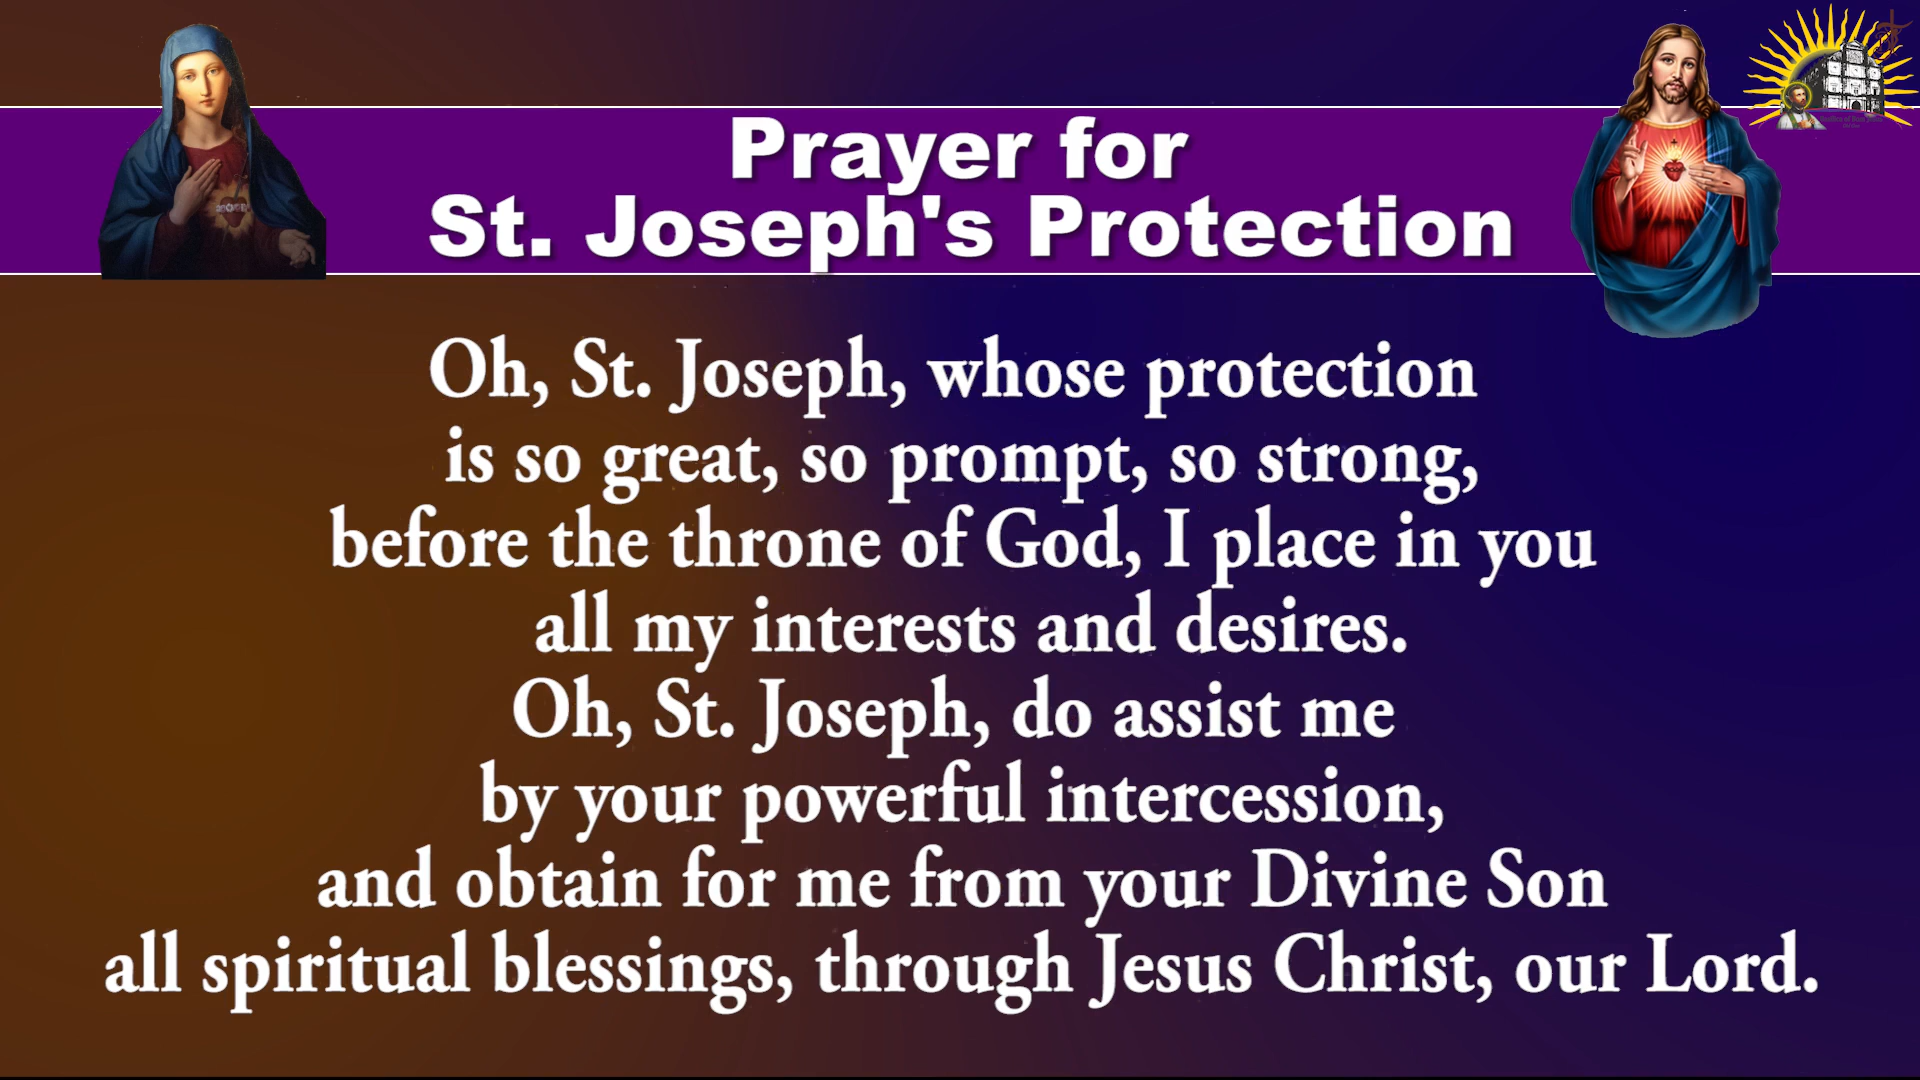 Prayer for
St. Joseph's Protection
Oh, St. Joseph, whose protection
is so great, so prompt, so strong,
before the throne of God, I place in you
all my interests and desires.
Oh, St. Joseph, do assist me
by your powerful intercession,
and obtain for me from your Divine Son
all spiritual blessings, through Jesus Christ, our Lord.